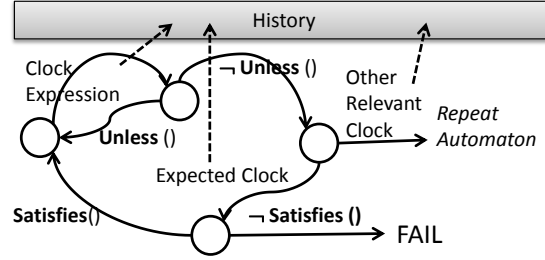 History
Clock
Expression
¬ Unless ()
Other
Relevant
Clock
Repeat
Automaton
Unless ()
Expected Clock
Satisfies()
¬ Satisfies ()
FAIL